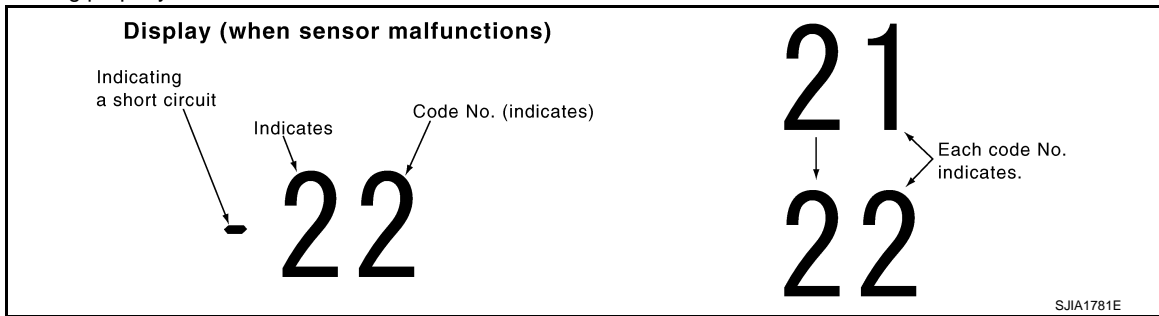 Display (when sensor malfunctions)
Indicating
a short circuit
Indicates
Code No. (indicates)
- 22
21
22
Each code No.
indicates.
SJIA1781E